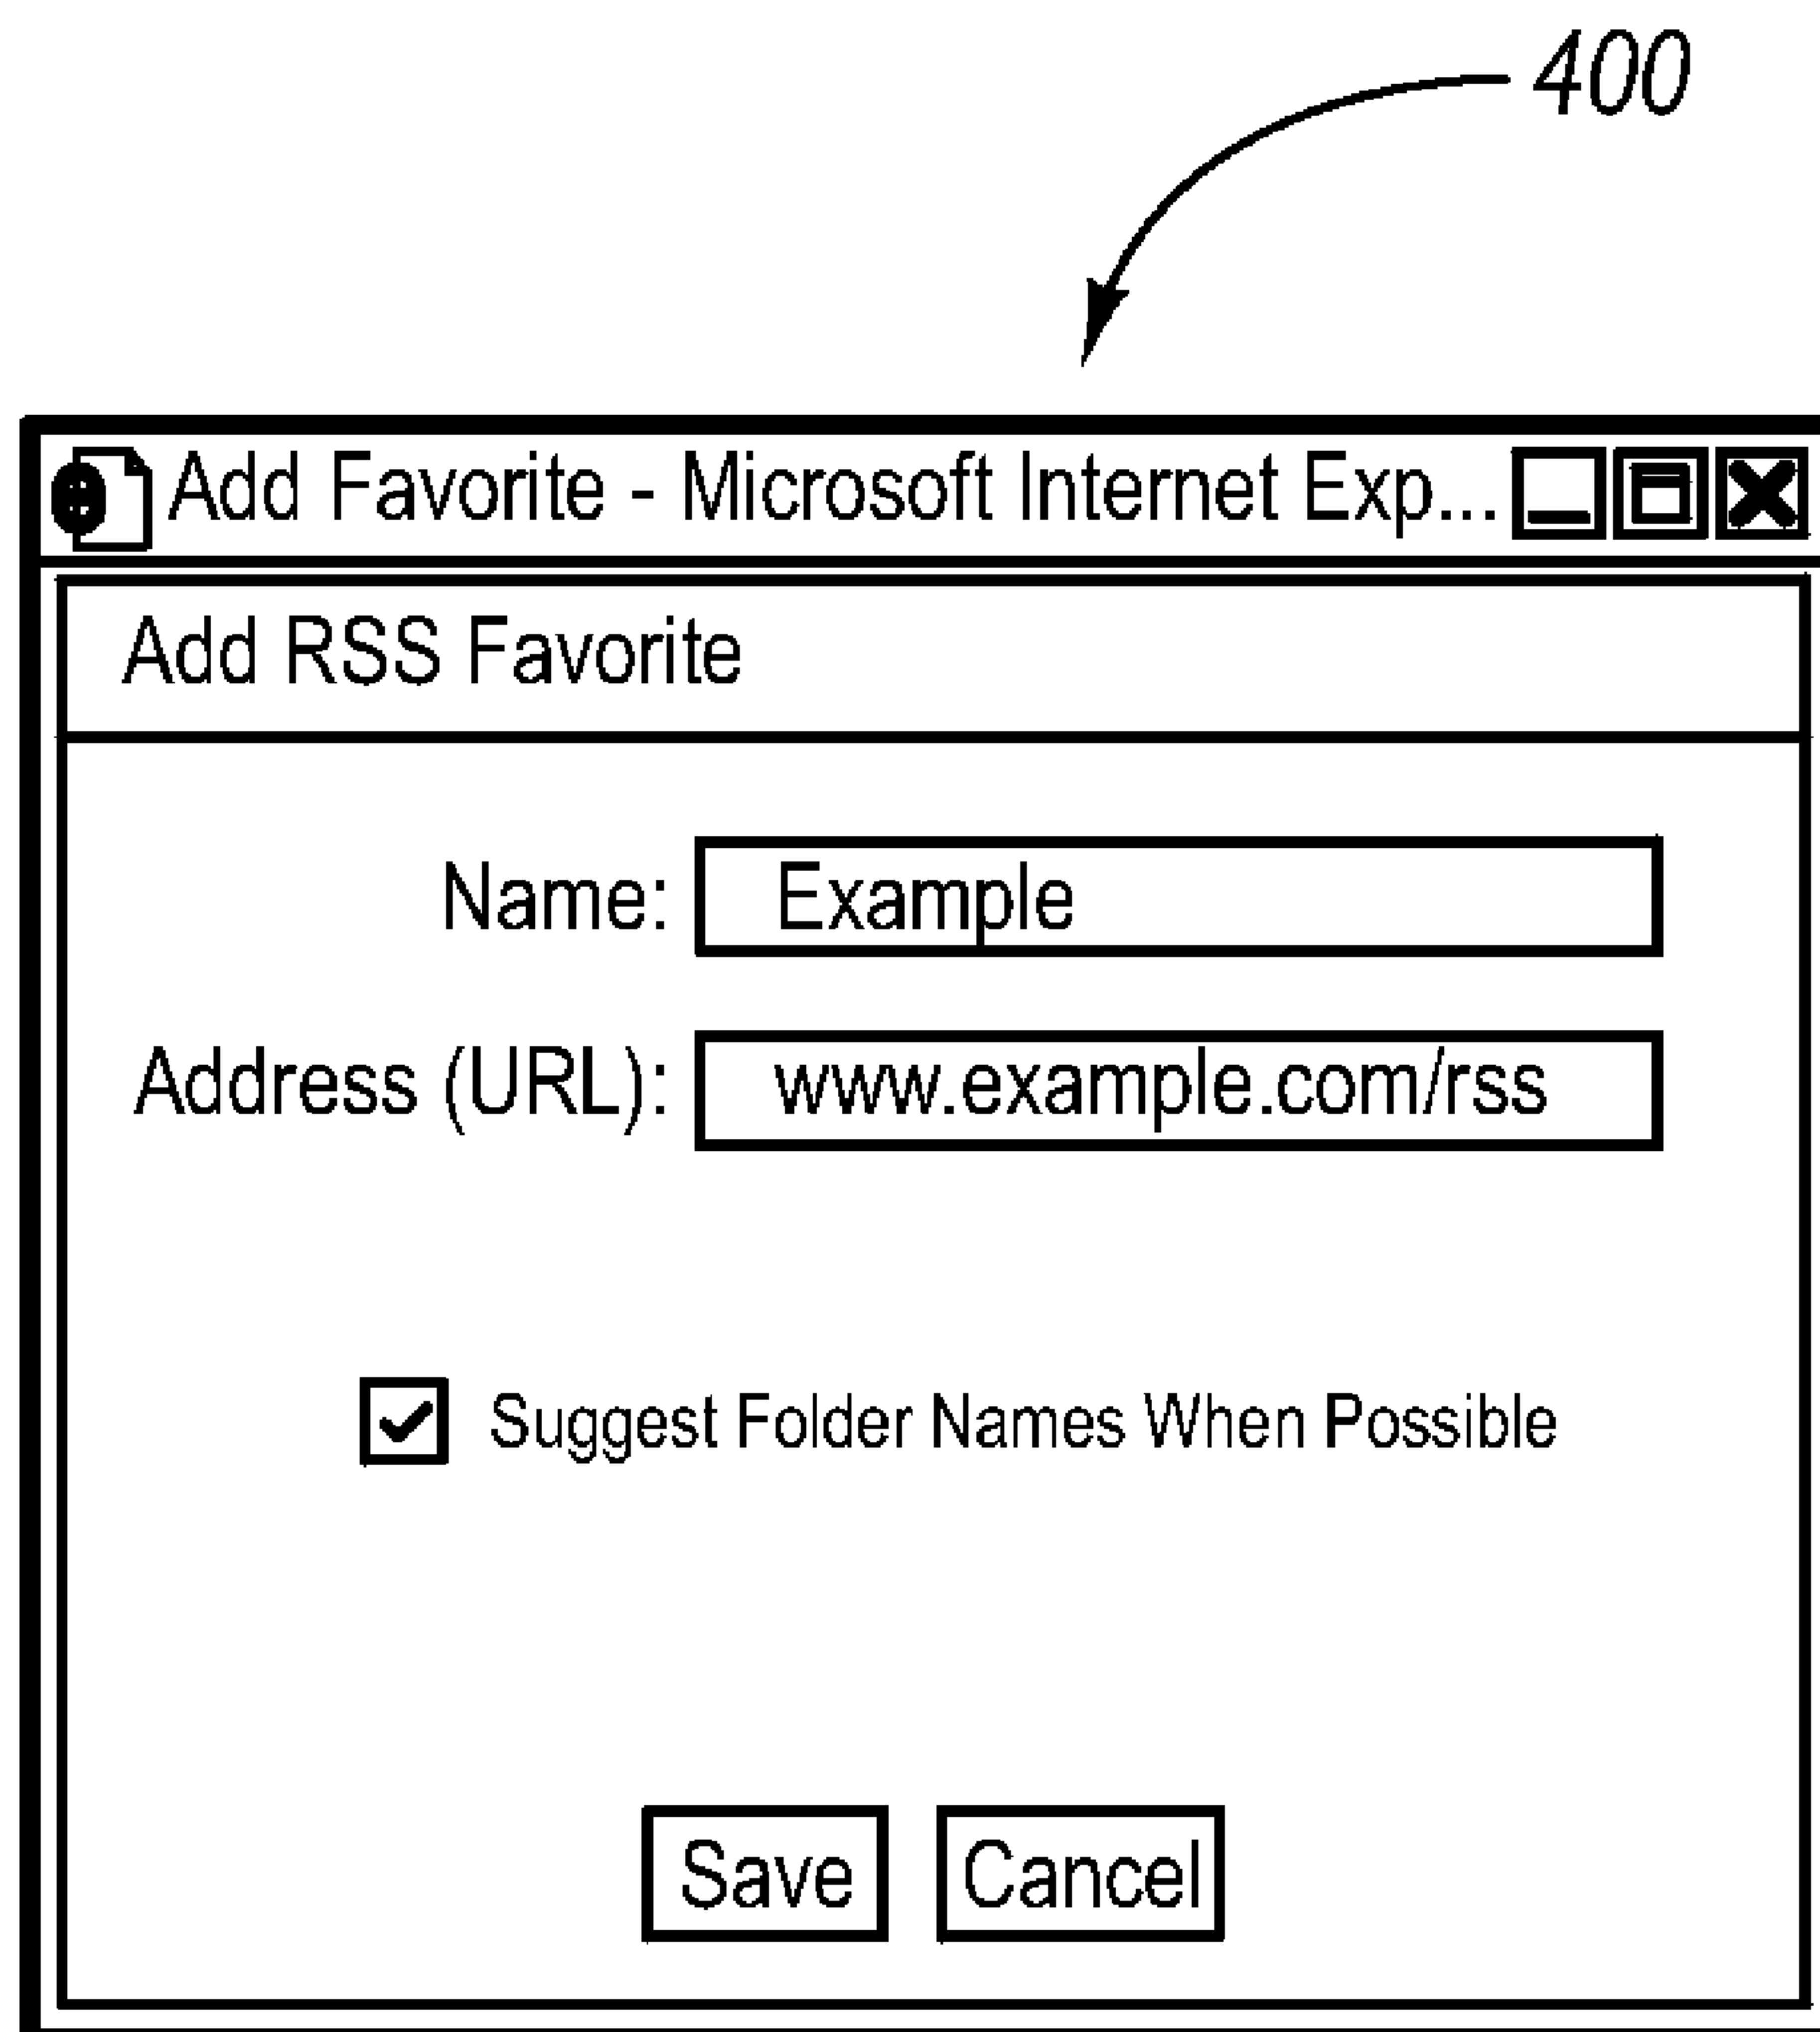 400
Add Favorite - Microsoft Internet Exp...
Add RSS Favorite
Name: Example
Address (URL): www.example.com/rss
Suggest Folder Names When Possible
Save Cancel